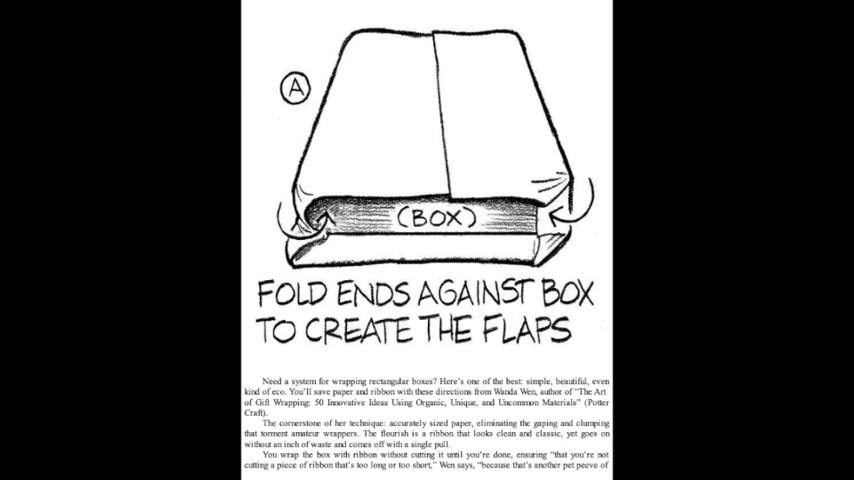 A
(BOX)
FOLD ENDS AGAINST BOX
TO CREATE THE FLAPS
Need a system for wrapping rectangular boxes? Here's one of the best: simple, beautiful, even
kind of eco. You'll save paper and ribbon with these directions from Wanda Wen, author of "The Art
of Gift Wrapping: 50 Innovative Ideas Using Organic, Unique, and Uncommon Materials" (Potter
Craft).
The cornerstone of her technique: accurately sized paper, eliminating the gaping and clumping
that torment amateur wrappers. The flourish is a ribbon that looks clean and classic, yet goes on
without an inch of waste and comes off with a single pull.
You wrap the box with ribbon without cutting it until you're done, ensuring "that you're not
cutting a piece of ribbon that's too long or too short," Wen says, "because that's another pet peeve of